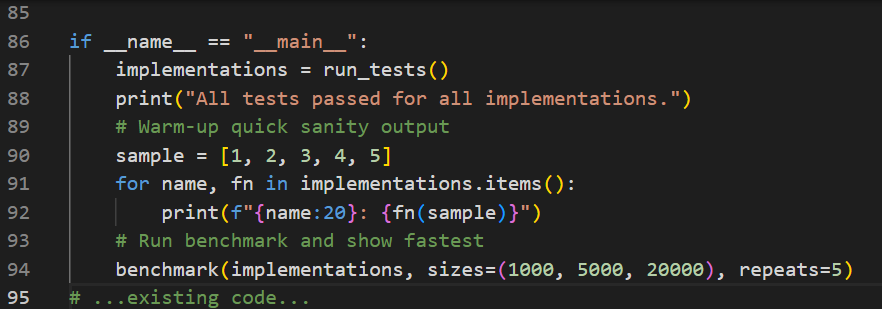 85
86 if __name__ == "__main__":
87     implementations = run_tests()
88     print("All tests passed for all implementations.")
89     # Warm-up quick sanity output
90     sample = [1, 2, 3, 4, 5]
91     for name, fn in implementations.items():
92         print(f"{name:20}: {fn(sample)}")
93     # Run benchmark and show fastest
94     benchmark(implementations, sizes=(1000, 5000, 20000), repeats=5)
95 # ...existing code...